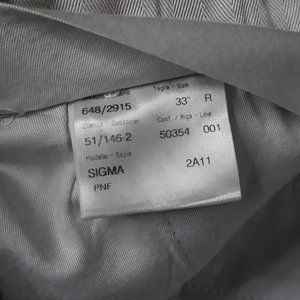 Taglia - Size
648/2915 33" R
Cliente - Customer Conf. / Riga - Line
51/146-2 50354 001
Modello - Style
SIGMA 2A11
PNF